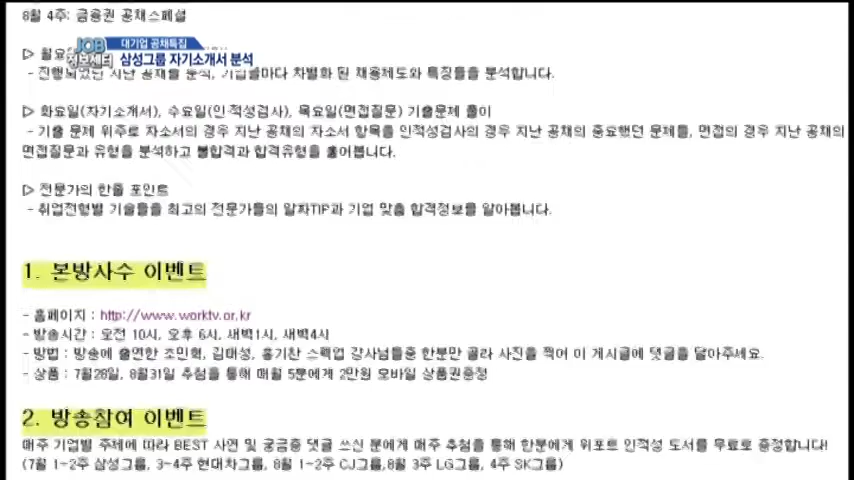 8월 4주: 금융권 공채스페셜
JOB 정보센터
대기업 공채특집
삼성그룹 자기소개서 분석
▷ 월요
- 진행되었던 지난 공채를 분석, 기업들마다 차별화 된 채용제도와 특징들을 분석합니다.
▷ 화요일(자기소개서), 수요일(인·적성검사), 목요일(면접질문) 기출문제 풀이
- 기출 문제 위주로 자소서의 경우 지난 공채의 자소서 항목을 인적성검사의 경우 지난 공채의 중요했던 문제들, 면접의 경우 지난 공채의
면접질문과 유형을 분석하고 불합격과 합격유형을 풀어봅니다.
▷ 전문가의 한줄 포인트
- 취업전형별 기출들을 최고의 전문가들의 알짜TIP과 기업 맞춤 합격정보를 알아봅니다.
1. 본방사수 이벤트
- 홈페이지 : http://www.worktv.or.kr
- 방송시간 : 오전 10시, 오후 6시, 새벽1시, 새벽4시
- 방법 : 방송에 출연한 조민혁, 김태성, 홍기찬 스펙업 강사님들중 한분만 골라 사진을 찍어 이 게시글에 댓글을 달아주세요.
- 상품 : 7월28일, 8월31일 추첨을 통해 매월 5분에게 2만원 모바일 상품권증정
2. 방송참여 이벤트
매주 기업별 주제에 따라 BEST 사연 및 궁금증 댓글 쓰신 분에게 매주 추첨을 통해 한분에게 위포트 인적성 도서를 무료로 증정합니다!
(7월 1~2주 삼성그룹, 3~4주 현대차그룹, 8월 1~2주 CJ그룹,8월 3주 LG그룹, 4주 SK그룹)